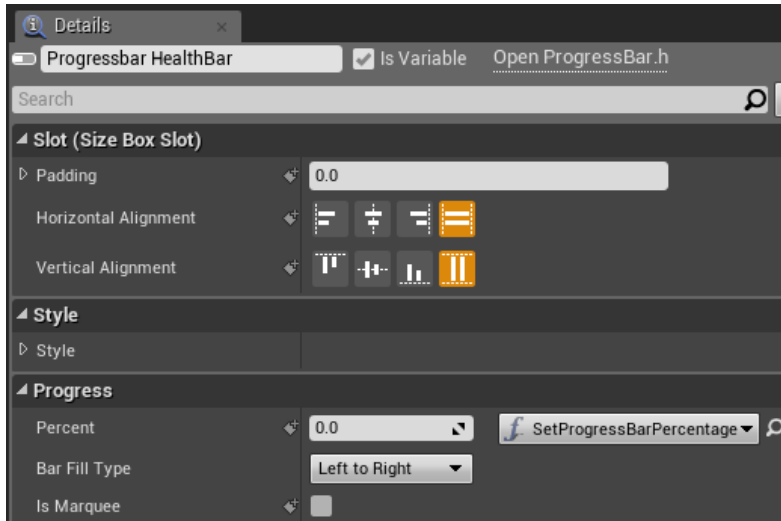 Details
Progressbar HealthBar Is Variable Open ProgressBar.h
Search
Slot (Size Box Slot)
Padding 0.0
Horizontal Alignment
Vertical Alignment
Style
Style
Progress
Percent 0.0 SetProgressBarPercentage
Bar Fill Type Left to Right
Is Marquee